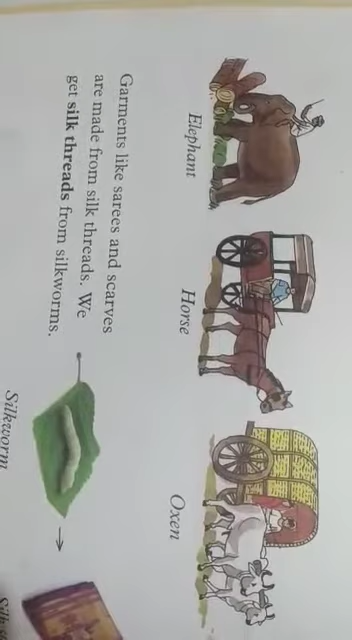 Elephant
Horse
Oxen
Garments like sarees and scarves
are made from silk threads. We
get silk threads from silkworms.
Silkworm